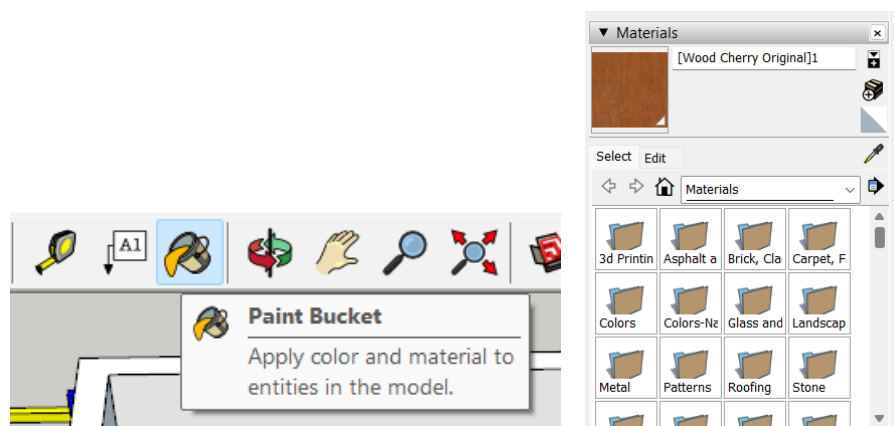 A1
Paint Bucket
Apply color and material to
entities in the model.
Materials
[Wood Cherry Original]1
Select Edit
Materials
3d Printin Asphalt a Brick, Cla Carpet, F
Colors Colors-Na Glass and Landscap
Metal Patterns Roofing Stone